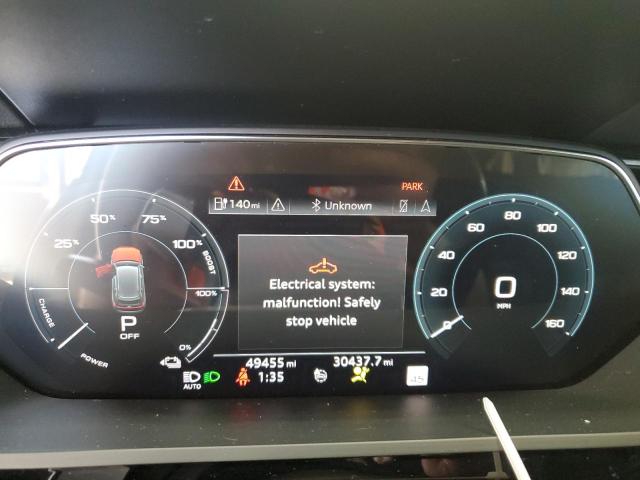 PARK
140 mi
Unknown
25%
50%
75%
100%
BOOST
100%
0%
CHARGE
POWER
P
OFF
Electrical system:
malfunction! Safely
stop vehicle
0
20
40
60
80
100
120
140
160
0
MPH
49455 mi
30437.7 mi
AUTO
1:35
45